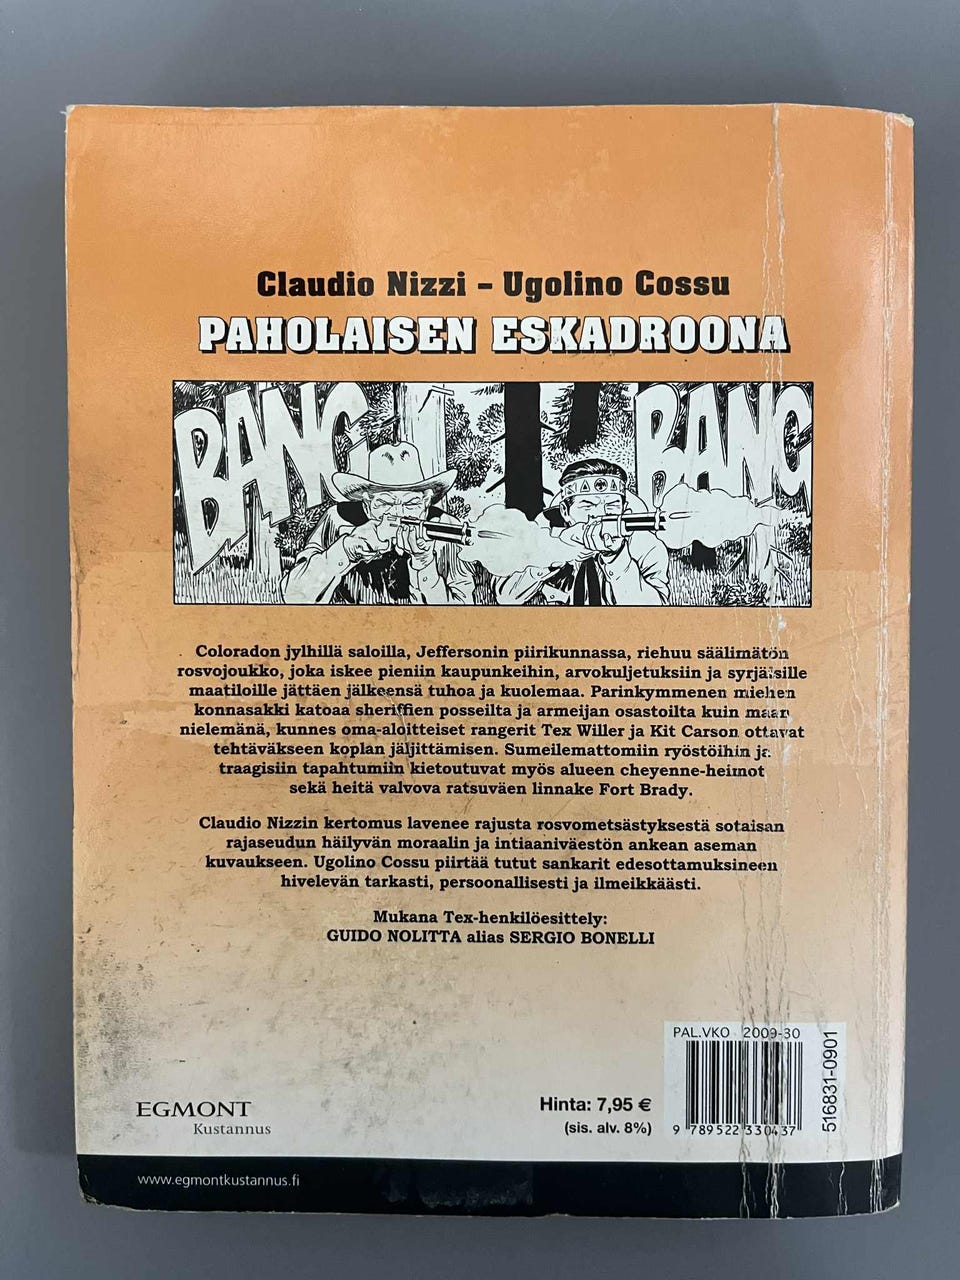 Claudio Nizzi – Ugolino Cossu
PAHOLAISEN ESKADROONA
BANG
BANG
Coloradon jylhillä saloilla, Jeffersonin piirikunnassa, riehuu säälimätön
rosvojoukko, joka iskee pieniin kaupunkeihin, arvokuljetuksiin ja syrjäisille
maatiloille jättäen jälkeensä tuhoa ja kuolemaa. Parinkymmenen miehen
konnasakki katoaa sheriffien posseilta ja armeijan osastoilta kuin maan
nielemänä, kunnes oma-aloitteiset rangerit Tex Willer ja Kit Carson ottavat
tehtäväkseen koplan jäljittämisen. Sumeilemattomiin ryöstöihin ja
traagisiin tapahtumiin kietoutuvat myös alueen cheyenne-heimot
sekä heitä valvova ratsuväen linnake Fort Brady.
Claudio Nizzin kertomus lavenee rajusta rosvometsästyksestä sotaisan
rajaseudun häilyvän moraalin ja intiaaniväestön ankean aseman
kuvaukseen. Ugolino Cossu piirtää tutut sankarit edesottamuksineen
hivelevän tarkasti, persoonallisesti ja ilmeikkäästi.
Mukana Tex-henkilöesittely:
GUIDO NOLITTA alias SERGIO BONELLI
PAL.VKO 2009-30
516831-0901
9 789522 330437
Hinta: 7,95 €
(sis. alv. 8%)
EGMONT
Kustannus
www.egmontkustannus.fi